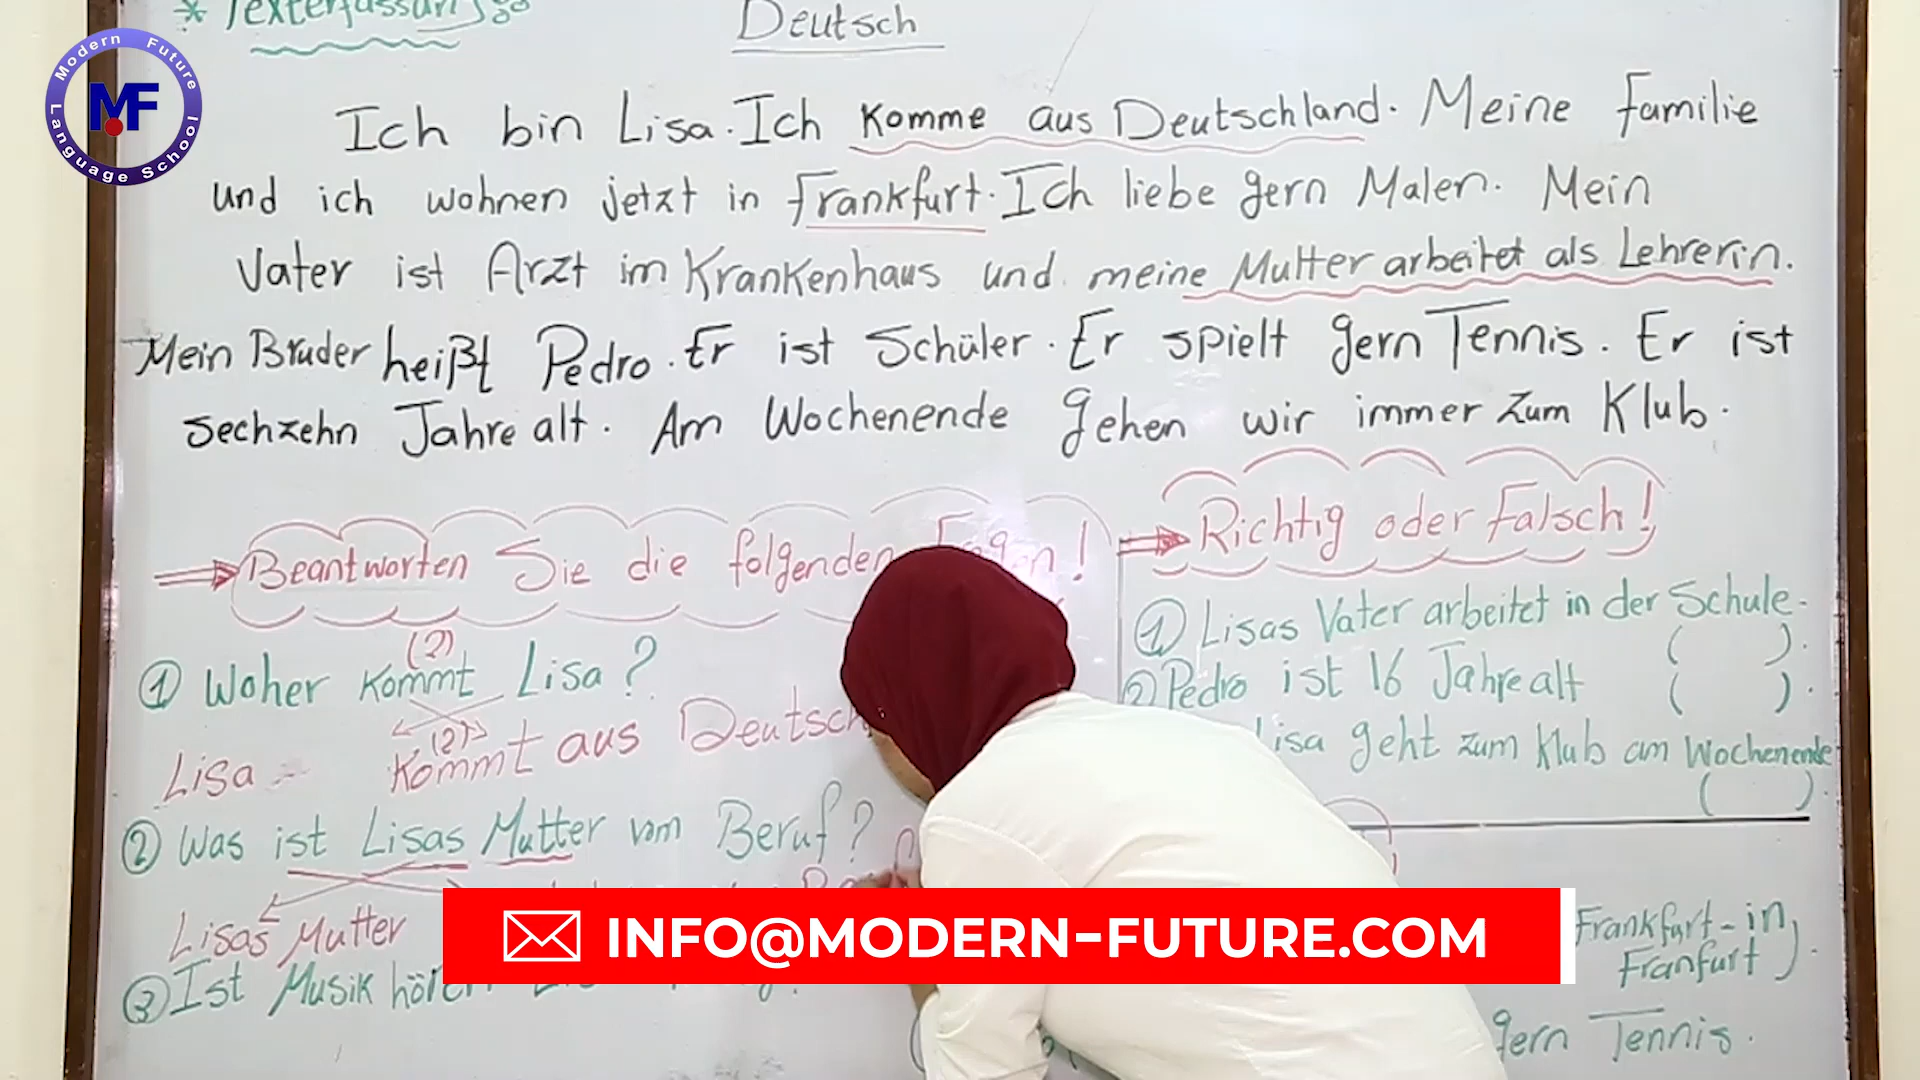 * Texterfassung
Deutsch
Modern Future
MF
Language School
Ich bin Lisa. Ich komme aus Deutschland. Meine Familie
und ich wohnen jetzt in Frankfurt. Ich liebe gern Malen. Mein
Vater ist Arzt im Krankenhaus und meine Mutter arbeitet als Lehrerin.
Mein Bruder heißt Pedro. Er ist Schüler. Er spielt gern Tennis. Er ist
sechzehn Jahre alt. Am Wochenende gehen wir immer zum Klub.
Beantworten Sie die folgenden !
① Woher kommt Lisa?
(2)
Lisa kommt aus
(2)
② Was ist Lisas Mutter vom Beruf?
Lisas Mutter
③ Ist Musik
Richtig oder Falsch!
① Lisas Vater arbeitet in der Schule.
( ).
② Pedro ist 16 Jahre alt ( ).
Lisa geht zum Klub am Wochenende
( ).
Frankfurt - in
Franfurt ).
gern Tennis.
INFO@MODERN-FUTURE.COM